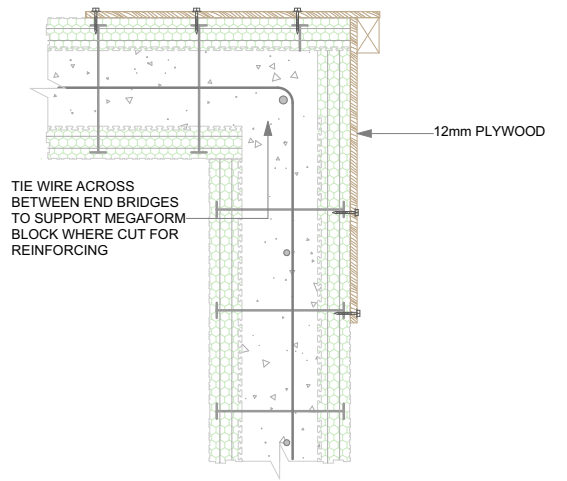 12mm PLYWOOD
TIE WIRE ACROSS
BETWEEN END BRIDGES
TO SUPPORT MEGAFORM
BLOCK WHERE CUT FOR
REINFORCING